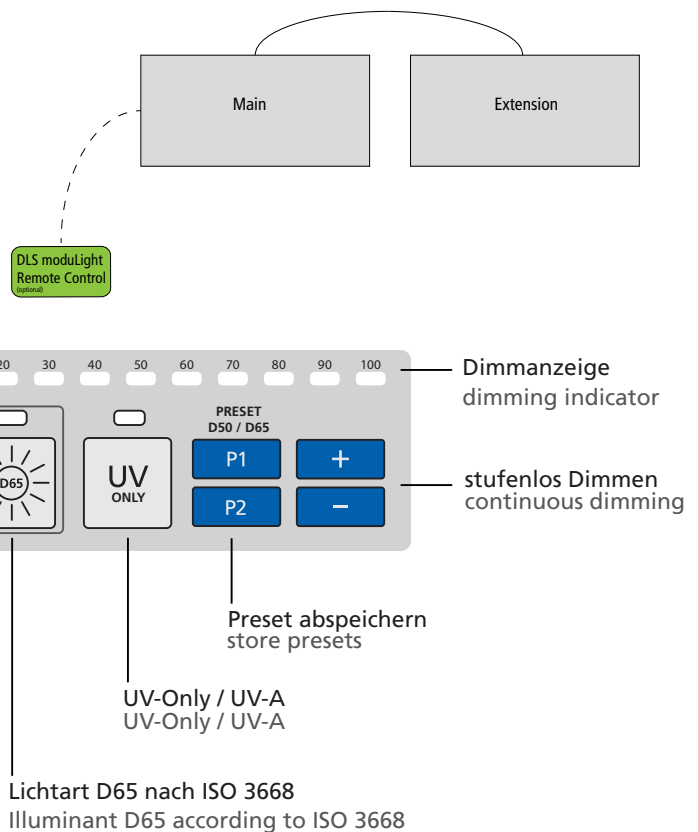 Main
Extension
DLS moduLight
Remote Control
(optional)
20 30 40 50 60 70 80 90 100
Dimmanzeige
dimming indicator
PRESET
D50 / D65
D65
UV
ONLY
P1
+
P2
−
stufenlos Dimmen
continuous dimming
Preset abspeichern
store presets
UV-Only / UV-A
UV-Only / UV-A
Lichtart D65 nach ISO 3668
Illuminant D65 according to ISO 3668